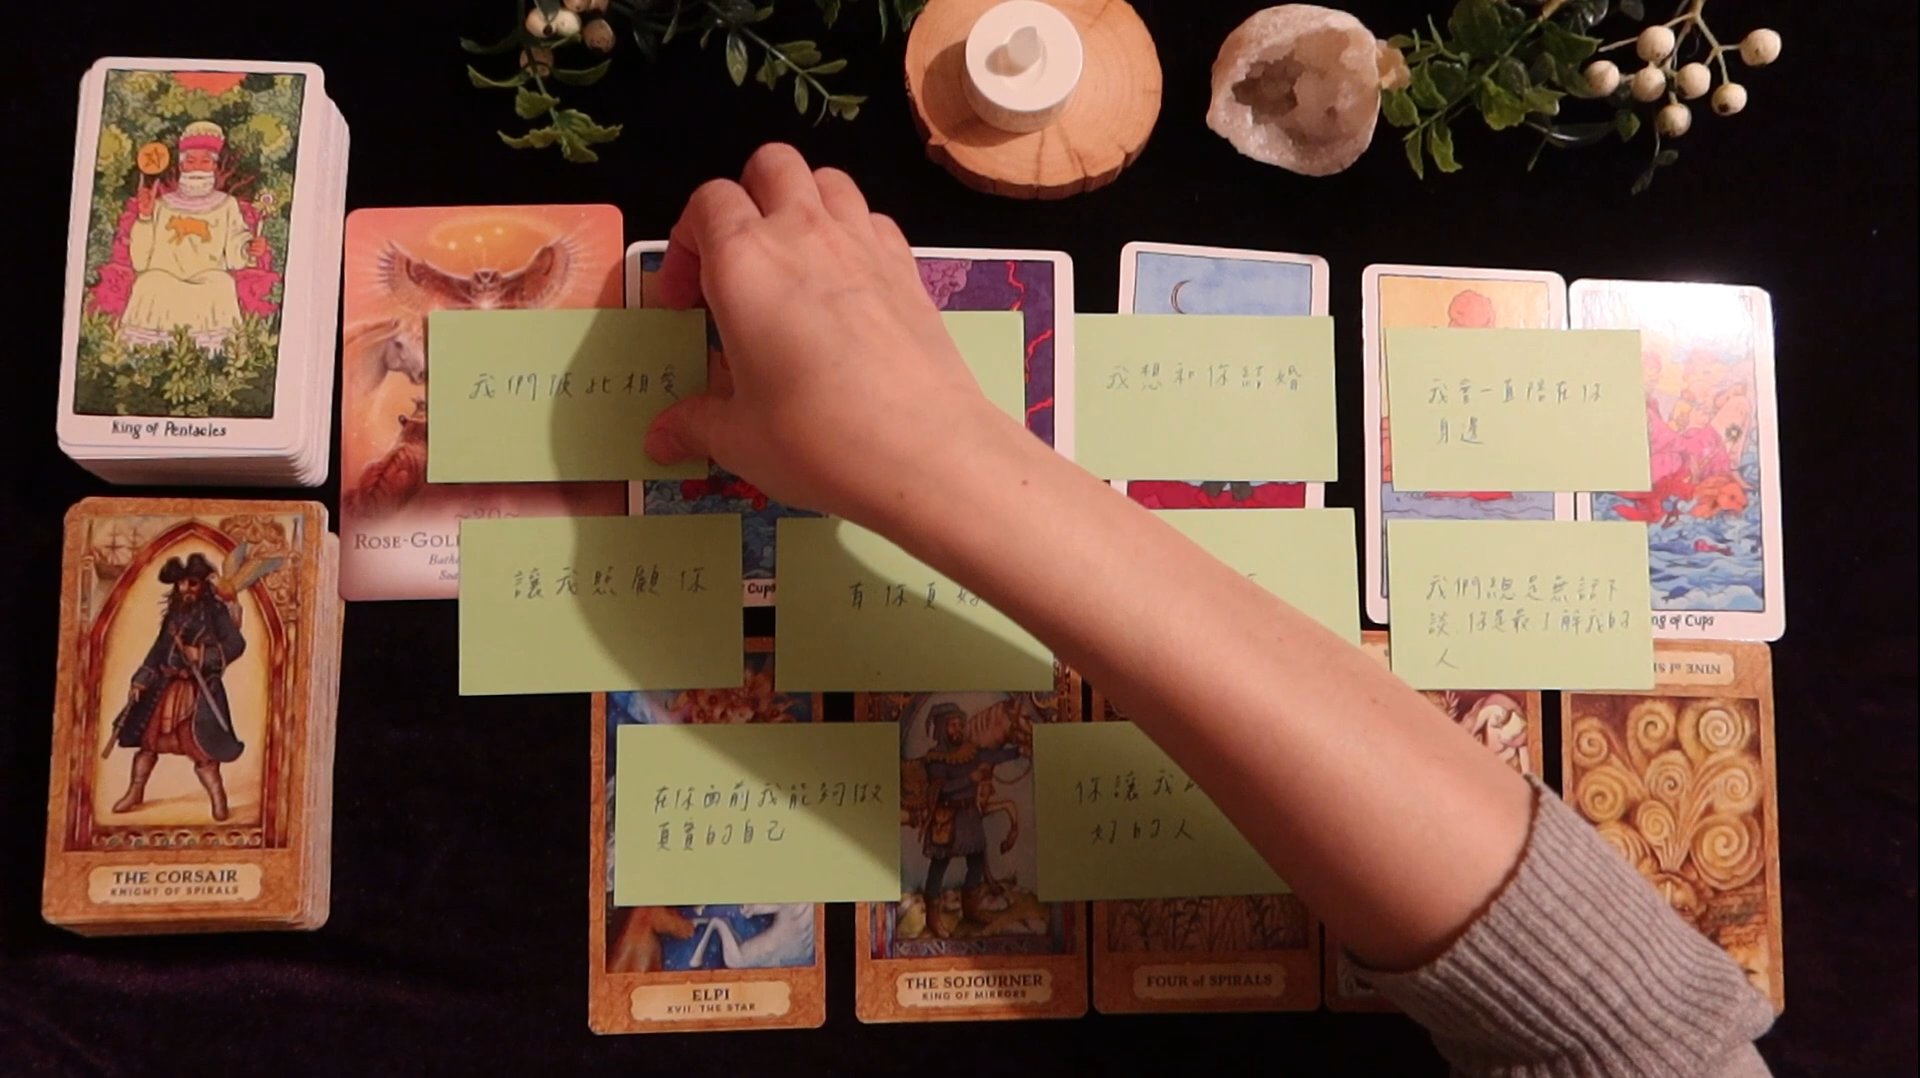 King of Pentacles
~20~
ROSE-GOL
我們彼此相愛
我想和你結婚
我會一直陪在你
身邊
讓我照顧你
Cups
有你真好
我們總是無話不
談.你是最了解我的
人
ng of Cups
NINE of S
在你面前我能夠做
真實的自己
你讓我
好的人
THE CORSAIR
KNIGHT OF SPIRALS
ELPI
XVII. THE STAR
THE SOJOURNER
KING OF MIRRORS
FOUR of SPIRALS